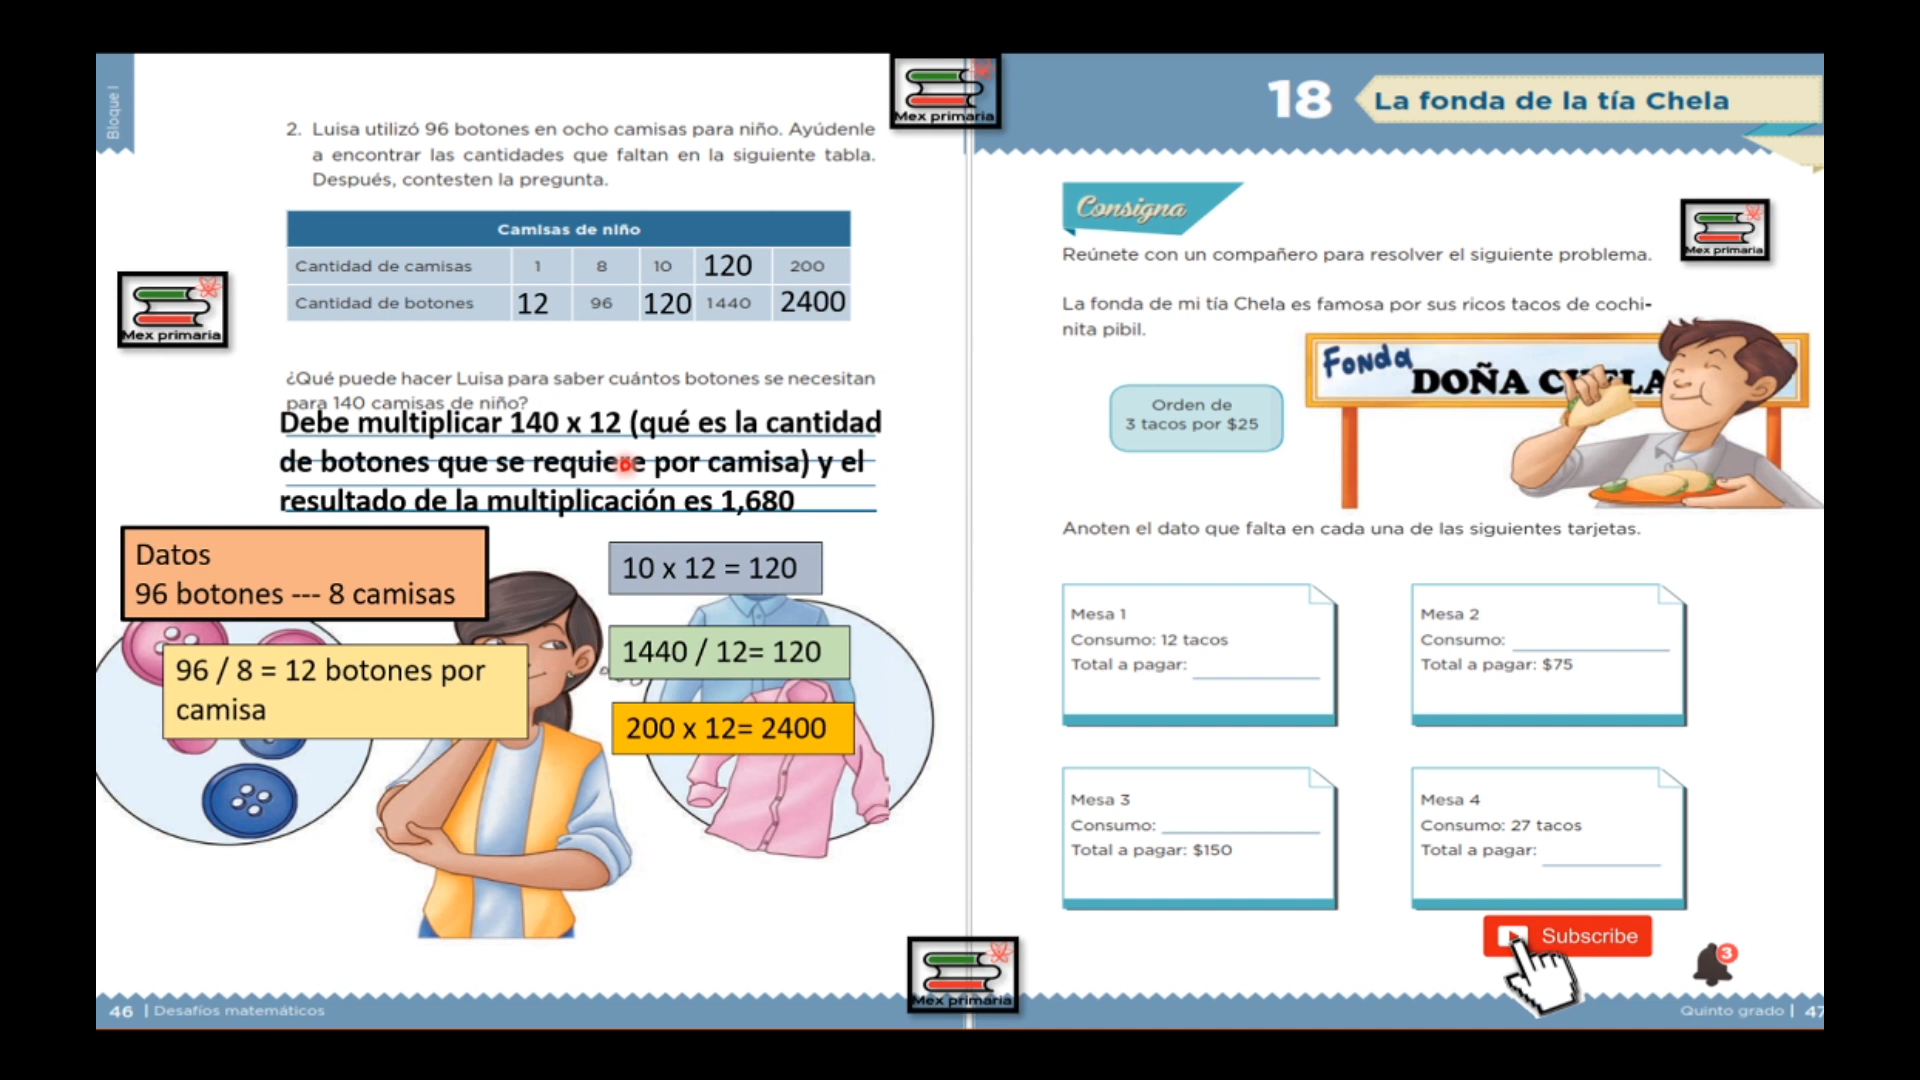 Bloque I
2. Luisa utilizó 96 botones en ocho camisas para niño. Ayúdenle
a encontrar las cantidades que faltan en la siguiente tabla.
Después, contesten la pregunta.
Camisas de niño
Cantidad de camisas 1 8 10 120 200
Cantidad de botones 12 96 120 1440 2400
Mex primaria
¿Qué puede hacer Luisa para saber cuántos botones se necesitan
para 140 camisas de niño?
Debe multiplicar 140 x 12 (qué es la cantidad
de botones que se requiere por camisa) y el
resultado de la multiplicación es 1,680
Datos
96 botones --- 8 camisas
96 / 8 = 12 botones por
camisa
10 x 12 = 120
1440 / 12= 120
200 x 12= 2400
46 | Desafíos matemáticos
Mex primaria
18 La fonda de la tía Chela
Consigna
Mex primaria
Reúnete con un compañero para resolver el siguiente problema.
La fonda de mi tía Chela es famosa por sus ricos tacos de cochi-
nita pibil.
Fonda
DOÑA CHELA
Orden de
3 tacos por $25
Anoten el dato que falta en cada una de las siguientes tarjetas.
Mesa 1
Consumo: 12 tacos
Total a pagar:
Mesa 2
Consumo:
Total a pagar: $75
Mesa 3
Consumo:
Total a pagar: $150
Mesa 4
Consumo: 27 tacos
Total a pagar:
Subscribe
3
Mex primaria
Quinto grado | 47